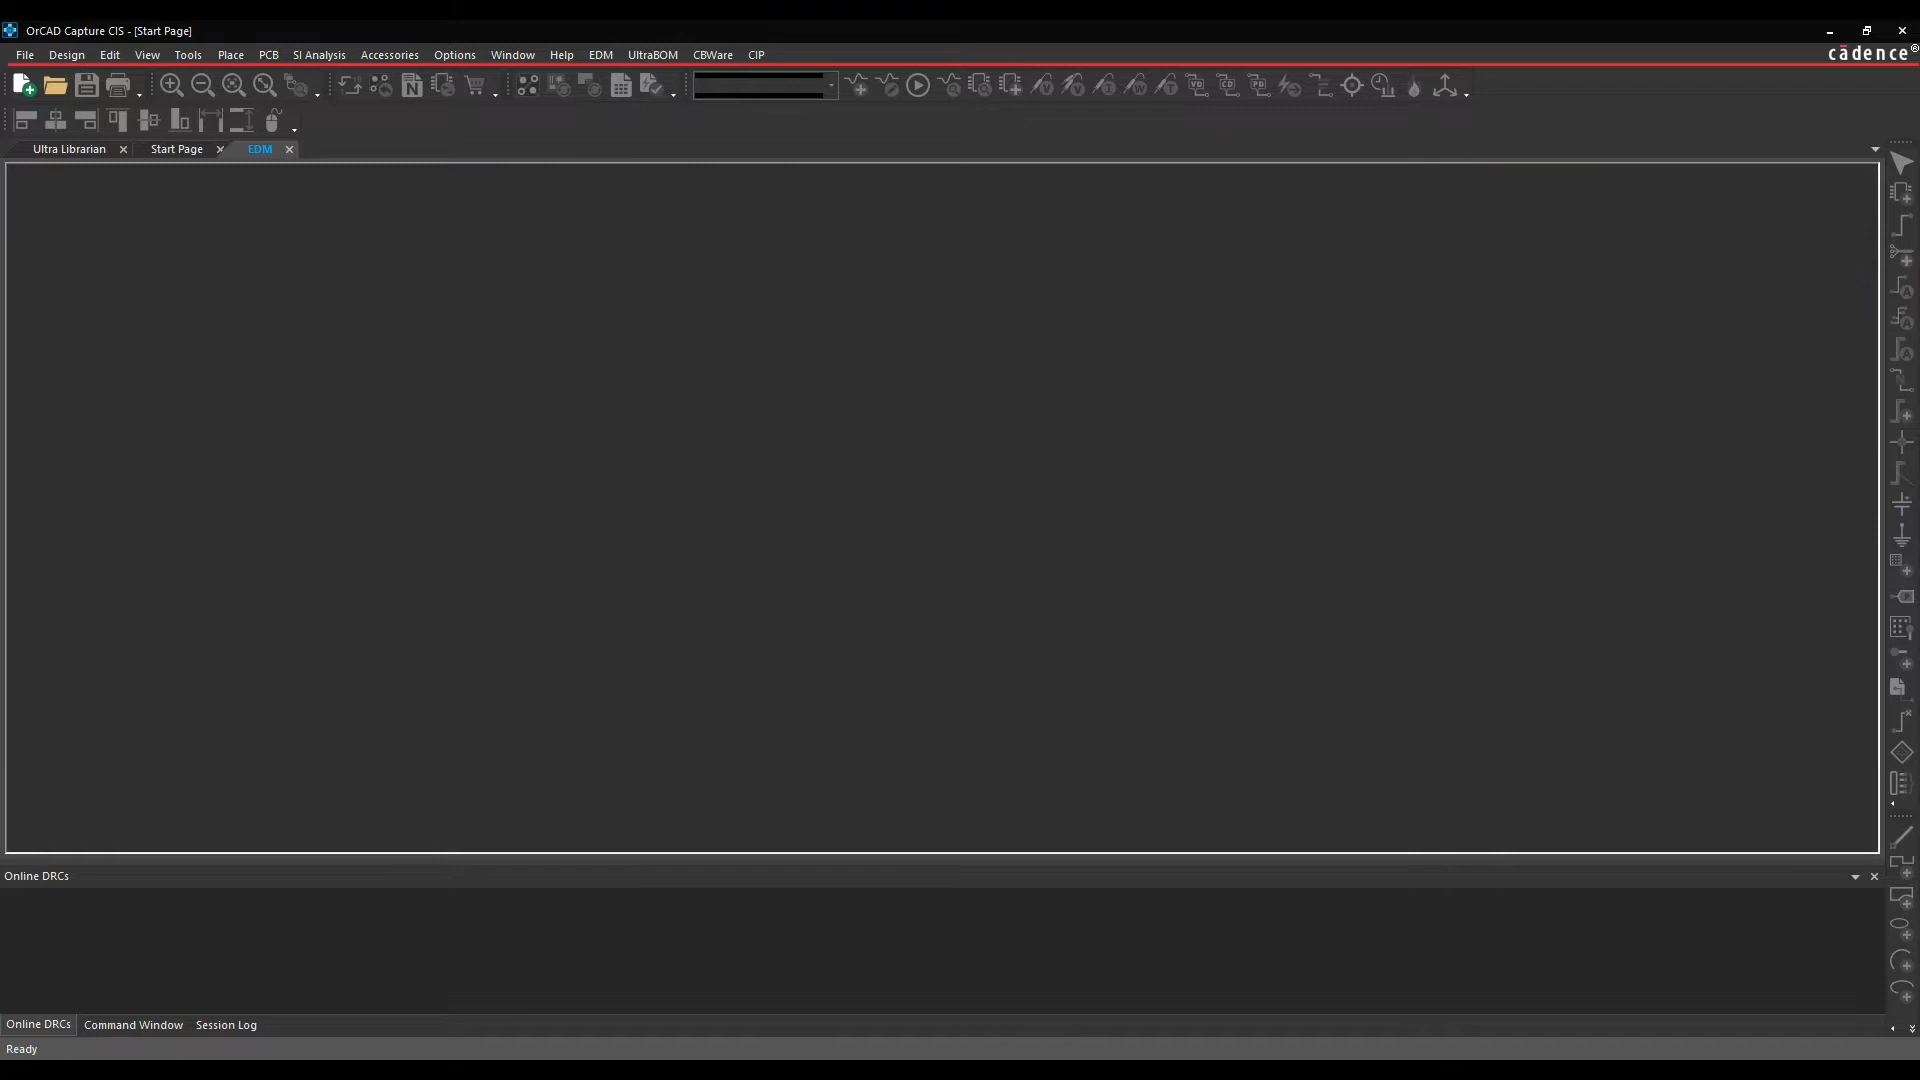 OrCAD Capture CIS - [Start Page]
File Design Edit View Tools Place PCB SI Analysis Accessories Options Window Help EDM UltraBOM CBWare CIP
cādence®
Ultra Librarian Start Page EDM
Online DRCs
Online DRCs Command Window Session Log
Ready